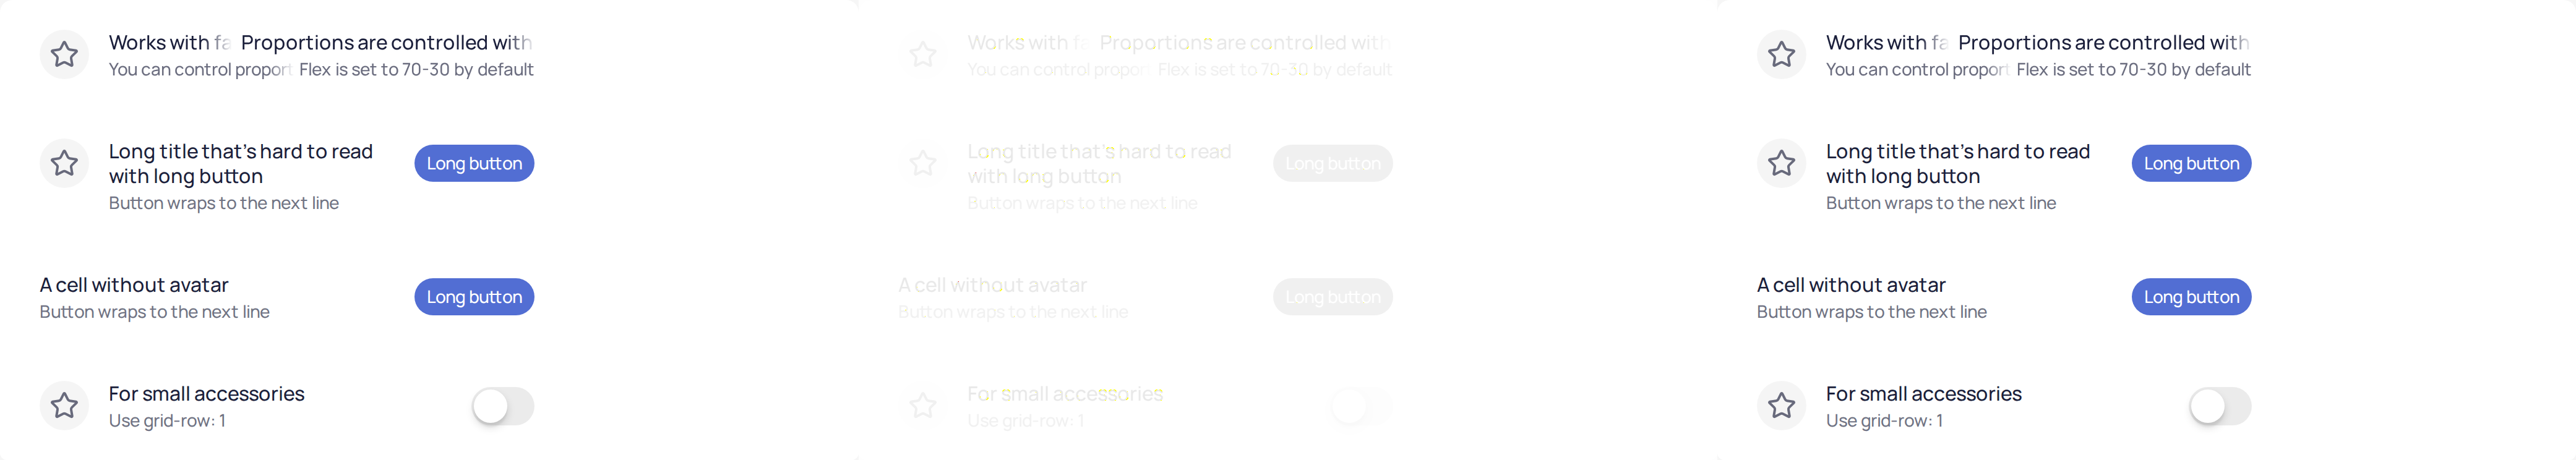 Works with fa Proportions are controlled with
You can control proport Flex is set to 70-30 by default
Long title that's hard to read
with long button
Long button
Button wraps to the next line
A cell without avatar
Long button
Button wraps to the next line
For small accessories
Use grid-row: 1
Works with fa Proportions are controlled with
You can control propor Flex is set to 70-30 by default
Long title that's hard to read
with long button
Long button
Button wraps to the next line
A cell without avatar
Long button
Button wraps to the next line
For small accessories
Use grid-row: 1
Works with fa Proportions are controlled with
You can control proport Flex is set to 70-30 by default
Long title that's hard to read
with long button
Long button
Button wraps to the next line
A cell without avatar
Long button
Button wraps to the next line
For small accessories
Use grid-row: 1